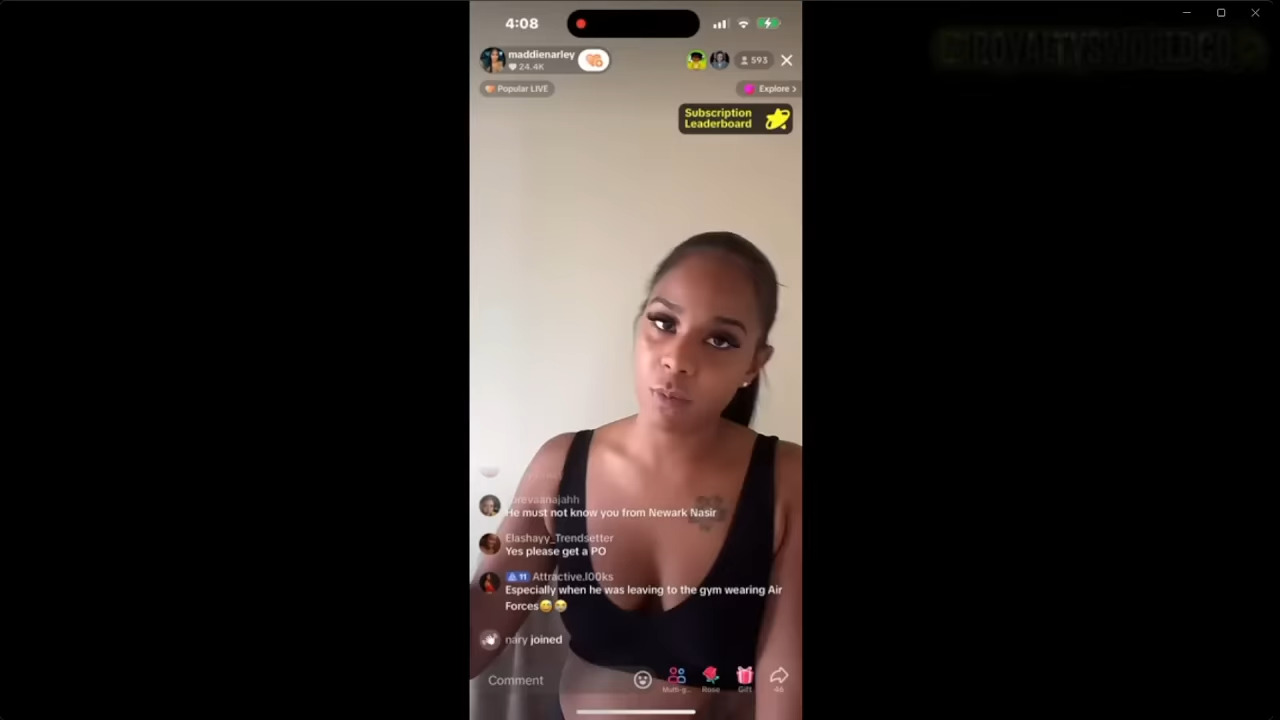 4:08
maddienarley
24.4K
593
Popular LIVE
Explore >
Subscription
Leaderboard
He must not know you from Newark Nasir
Elashayy_Trendsetter
Yes please get a PO
11 Attractive.l00ks
Especially when he was leaving to the gym wearing Air
Forces😅😭
nary joined
Comment
Multi-g...
Rose
Gift
46